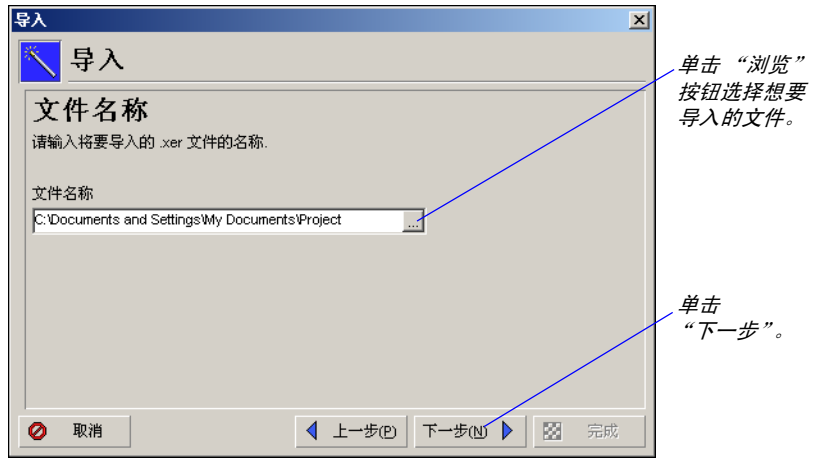 导入
导入
单击 “浏览”
按钮选择想要
导入的文件。
文件名称
请输入将要导入的 .xer 文件的名称.
文件名称
C:\Documents and Settings\My Documents\Project
...
单击
“下一步”。
取消
上一步(P)
下一步(N)
完成